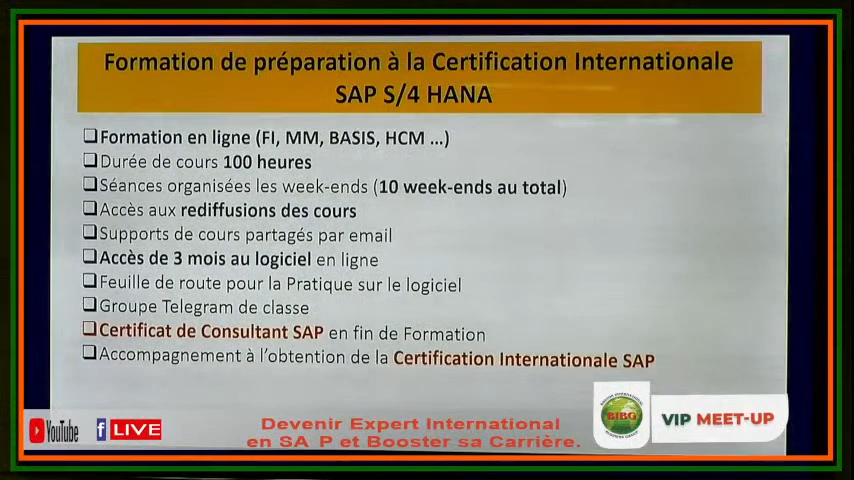 Formation de préparation à la Certification Internationale
SAP S/4 HANA
Formation en ligne (FI, MM, BASIS, HCM ...)
Durée de cours 100 heures
Séances organisées les week-ends (10 week-ends au total)
Accès aux rediffusions des cours
Supports de cours partagés par email
Accès de 3 mois au logiciel en ligne
Feuille de route pour la Pratique sur le logiciel
Groupe Telegram de classe
Certificat de Consultant SAP en fin de Formation
Accompagnement à l'obtention de la Certification Internationale SAP
YouTube
f LIVE
Devenir Expert International
en SA P et Booster sa Carrière.
BIBG
VIP MEET-UP